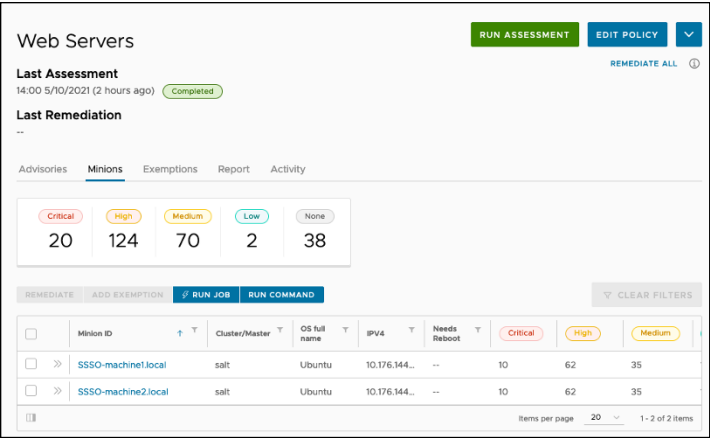 Web Servers
RUN ASSESSMENT EDIT POLICY
REMEDIATE ALL
Last Assessment
14:00 5/10/2021 (2 hours ago) Completed
Last Remediation
--
Advisories Minions Exemptions Report Activity
Critical High Medium Low None
20 124 70 2 38
REMEDIATE ADD EXEMPTION RUN JOB RUN COMMAND CLEAR FILTERS
Minion ID Cluster/Master OS full name IPV4 Needs Reboot Critical High Medium
SSSO-machine1.local salt Ubuntu 10.176.144... -- 10 62 35
SSSO-machine2.local salt Ubuntu 10.176.144... -- 10 62 35
Items per page 20 1 - 2 of 2 items